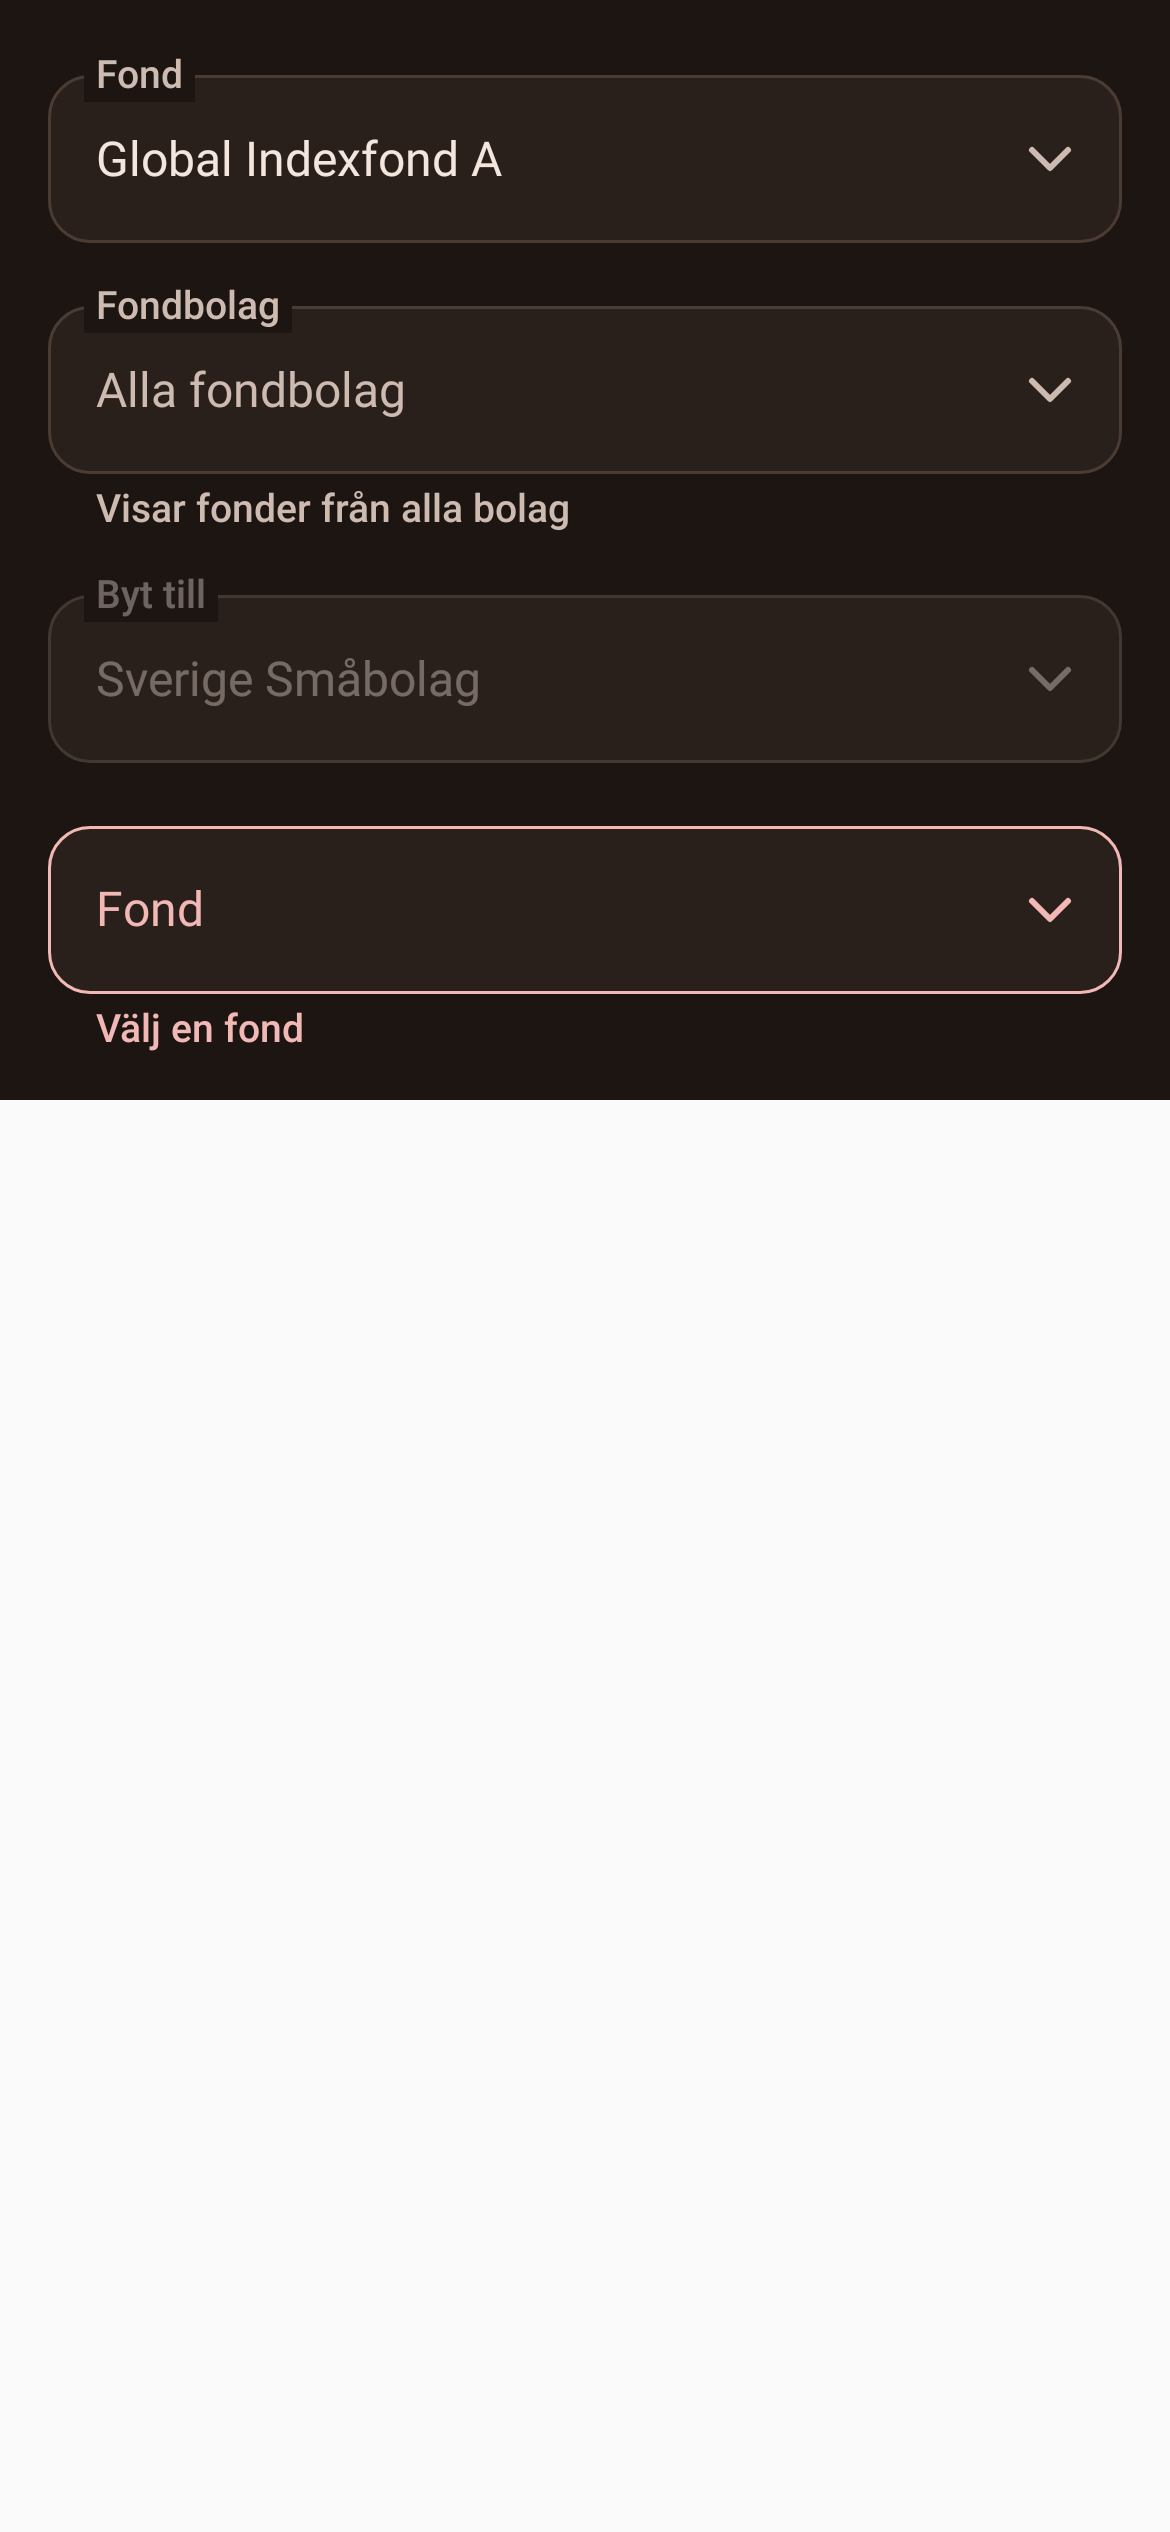 Fond
Global Indexfond A
Fondbolag
Alla fondbolag
Visar fonder från alla bolag
Byt till
Sverige Småbolag
Fond
Välj en fond